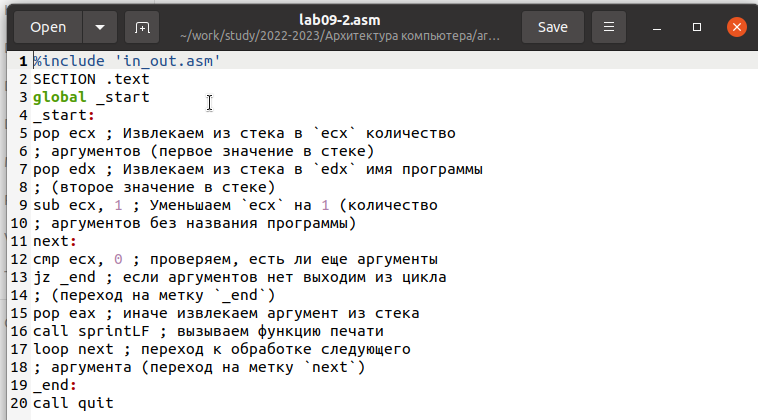 Open
lab09-2.asm
~/work/study/2022-2023/Архитектура компьютера/аг…
Save
1 %include 'in_out.asm'
2 SECTION .text
3 global _start
4 _start:
5 pop ecx ; Извлекаем из стека в `ecx` количество
6 ; аргументов (первое значение в стеке)
7 pop edx ; Извлекаем из стека в `edx` имя программы
8 ; (второе значение в стеке)
9 sub ecx, 1 ; Уменьшаем `ecx` на 1 (количество
10 ; аргументов без названия программы)
11 next:
12 cmp ecx, 0 ; проверяем, есть ли еще аргументы
13 jz _end ; если аргументов нет выходим из цикла
14 ; (переход на метку `_end`)
15 pop eax ; иначе извлекаем аргумент из стека
16 call sprintLF ; вызываем функцию печати
17 loop next ; переход к обработке следующего
18 ; аргумента (переход на метку `next`)
19 _end:
20 call quit